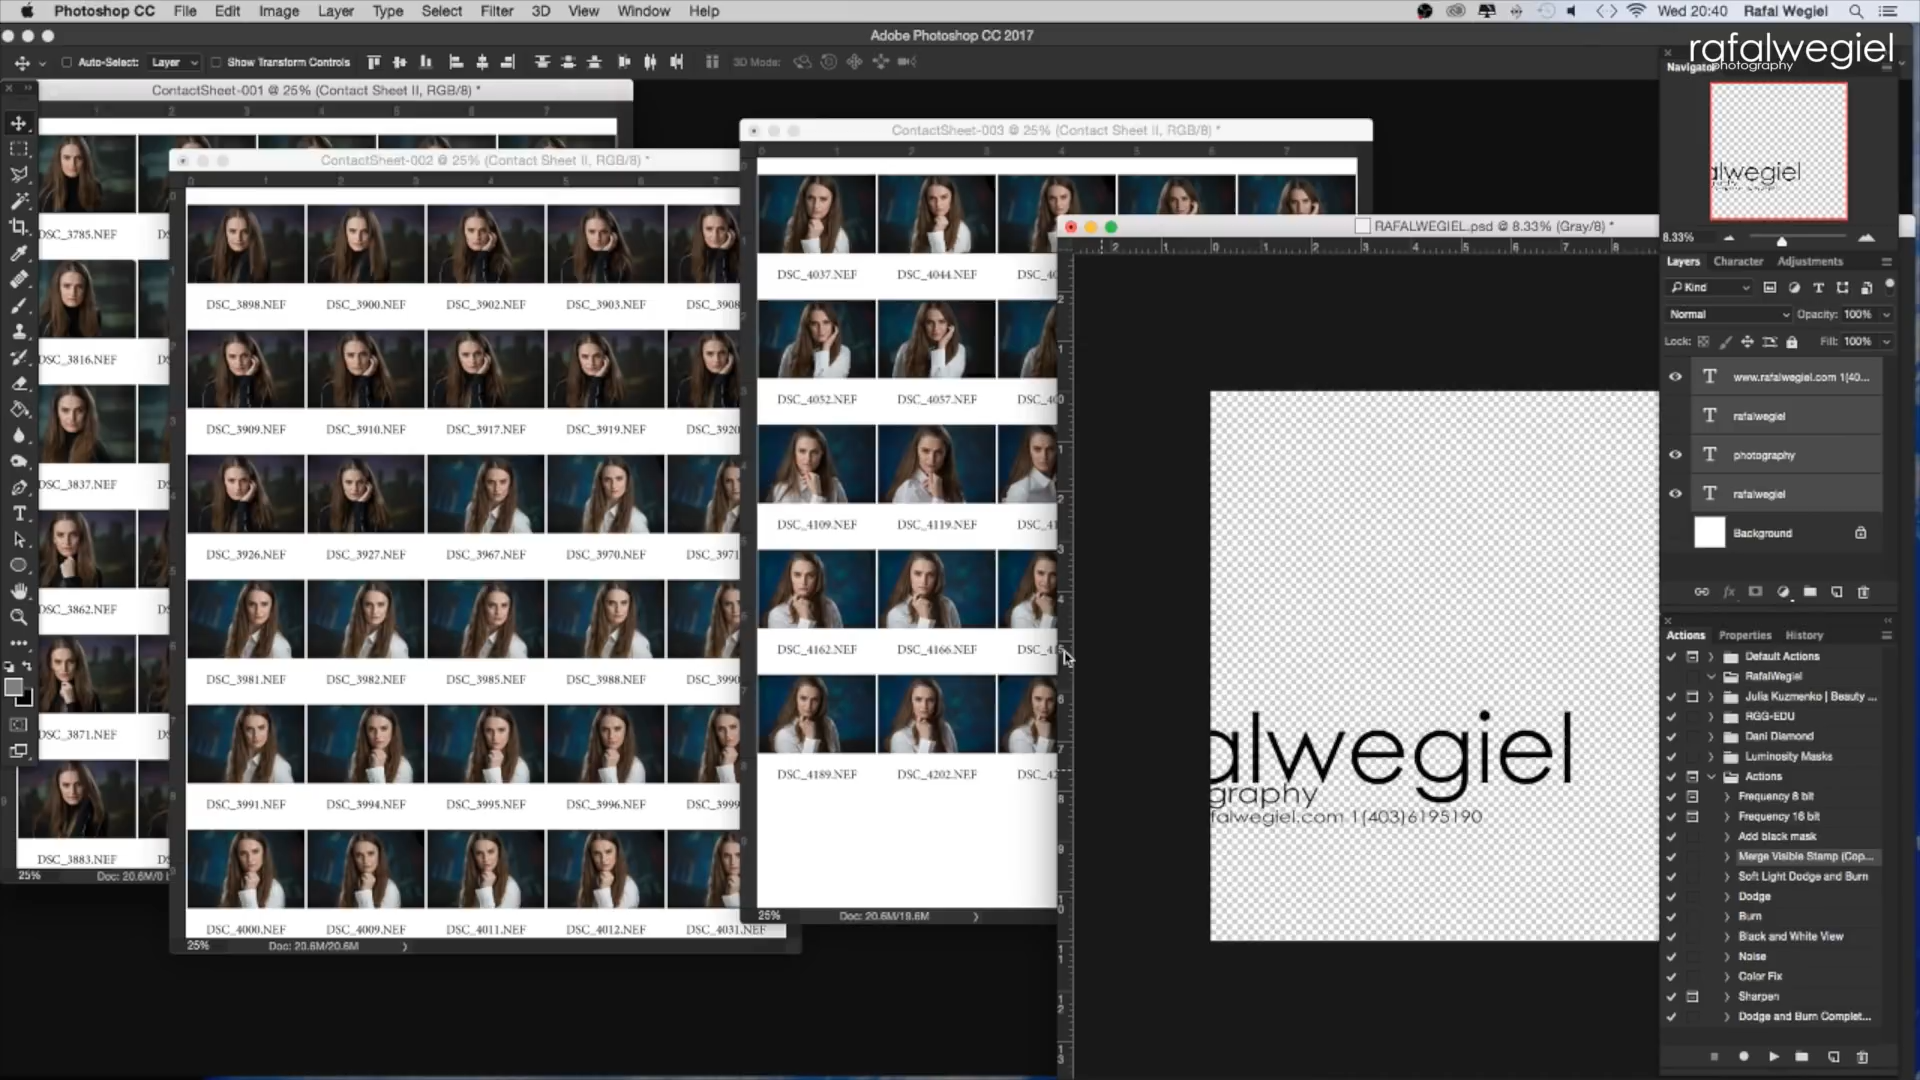 Photoshop CC File Edit Image Layer Type Select Filter 3D View Window Help Wed 20:40 Rafal Wegiel
Adobe Photoshop CC 2017
rafalwegiel
photography
Auto-Select: Layer Show Transform Controls 3D Mode:
Navigator
ContactSheet-001 @ 25% (Contact Sheet II, RGB/8) *
ContactSheet-002 @ 25% (Contact Sheet II, RGB/8) *
ContactSheet-003 @ 25% (Contact Sheet II, RGB/8) *
RAFALWEGIEL.psd @ 8.33% (Gray/8) *
DSC_3785.NEF
DSC_3816.NEF
DSC_3837.NEF
DSC_3862.NEF
DSC_3871.NEF
DSC_3883.NEF
25% Doc: 20.6M/
DSC_3898.NEF DSC_3900.NEF DSC_3902.NEF DSC_3903.NEF DSC_3908
DSC_3909.NEF DSC_3910.NEF DSC_3917.NEF DSC_3919.NEF DSC_3920
DSC_3926.NEF DSC_3927.NEF DSC_3967.NEF DSC_3970.NEF DSC_3971
DSC_3981.NEF DSC_3982.NEF DSC_3985.NEF DSC_3988.NEF DSC_3990
DSC_3991.NEF DSC_3994.NEF DSC_3995.NEF DSC_3996.NEF DSC_3999
DSC_4000.NEF DSC_4009.NEF DSC_4011.NEF DSC_4012.NEF DSC_4031.NEF
25% Doc: 20.6M/20.6M
DSC_4037.NEF DSC_4044.NEF
DSC_4052.NEF DSC_4057.NEF
DSC_4109.NEF DSC_4119.NEF
DSC_4162.NEF DSC_4166.NEF
DSC_4189.NEF DSC_4202.NEF
25% Doc: 20.6M/19.6M
alwegiel
graphy
falwegiel.com 1(403)6195190
alwegiel
8.33%
Layers Character Adjustments
Kind
Normal Opacity: 100%
Lock: Fill: 100%
www.rafalwegiel.com 1(40...
rafalwegiel
photography
rafalwegiel
Background
Actions Properties History
Default Actions
RafalWegiel
Julia Kuzmenko | Beauty ...
RGG-EDU
Dani Diamond
Luminosity Masks
Actions
Frequency 8 bit
Frequency 16 bit
Add black mask
Merge Visible Stamp (Cop...
Soft Light Dodge and Burn
Dodge
Burn
Black and White View
Noise
Color Fix
Sharpen
Dodge and Burn Complet...